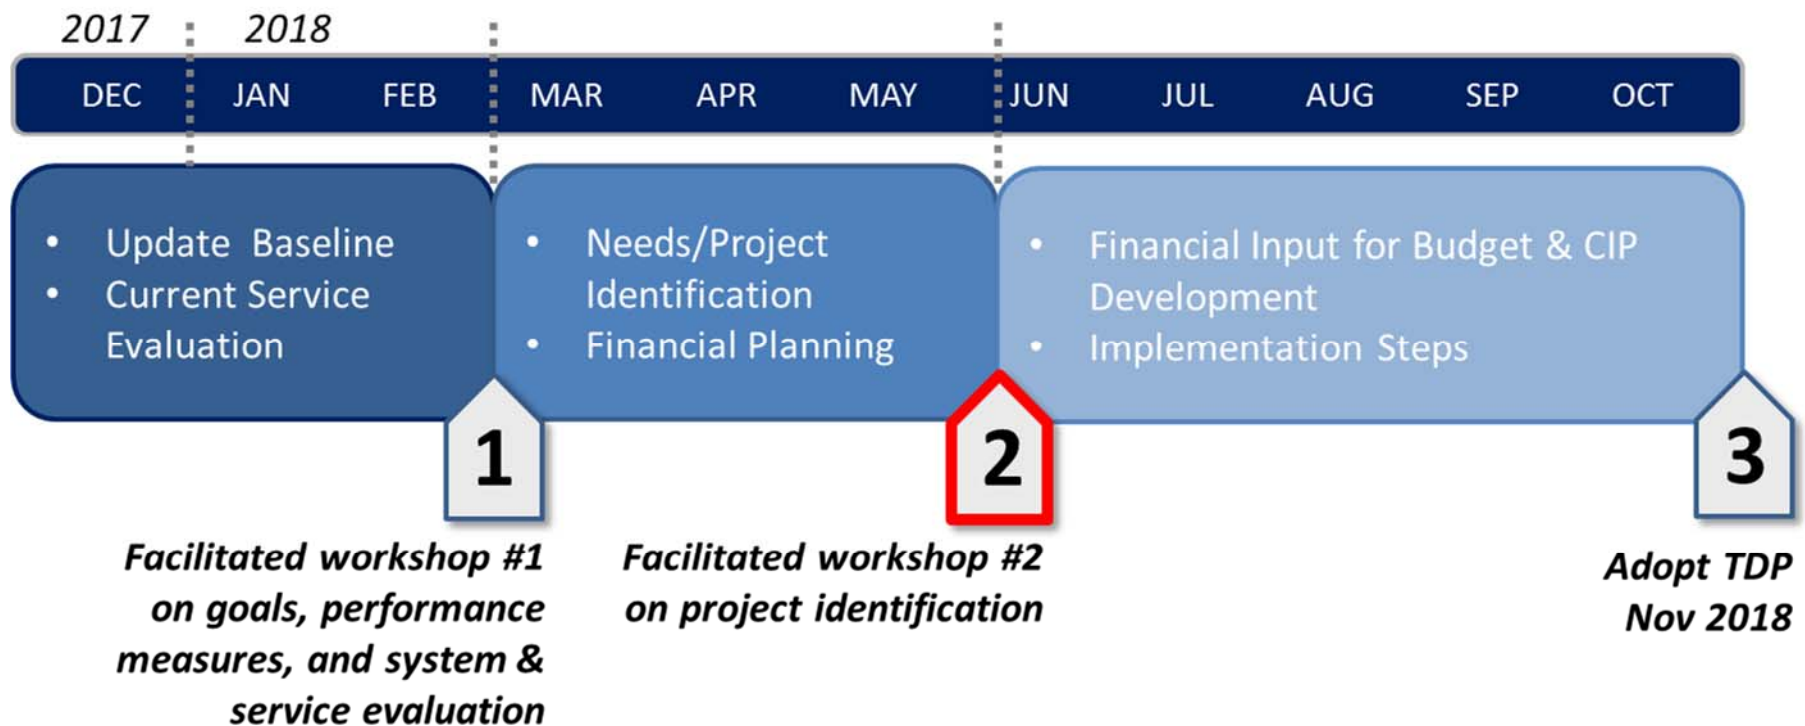 2017 2018
DEC JAN FEB MAR APR MAY JUN JUL AUG SEP OCT
• Update Baseline
• Current Service
Evaluation
• Needs/Project
Identification
• Financial Planning
• Financial Input for Budget & CIP
Development
• Implementation Steps
1
2
3
Facilitated workshop #1
on goals, performance
measures, and system &
service evaluation
Facilitated workshop #2
on project identification
Adopt TDP
Nov 2018